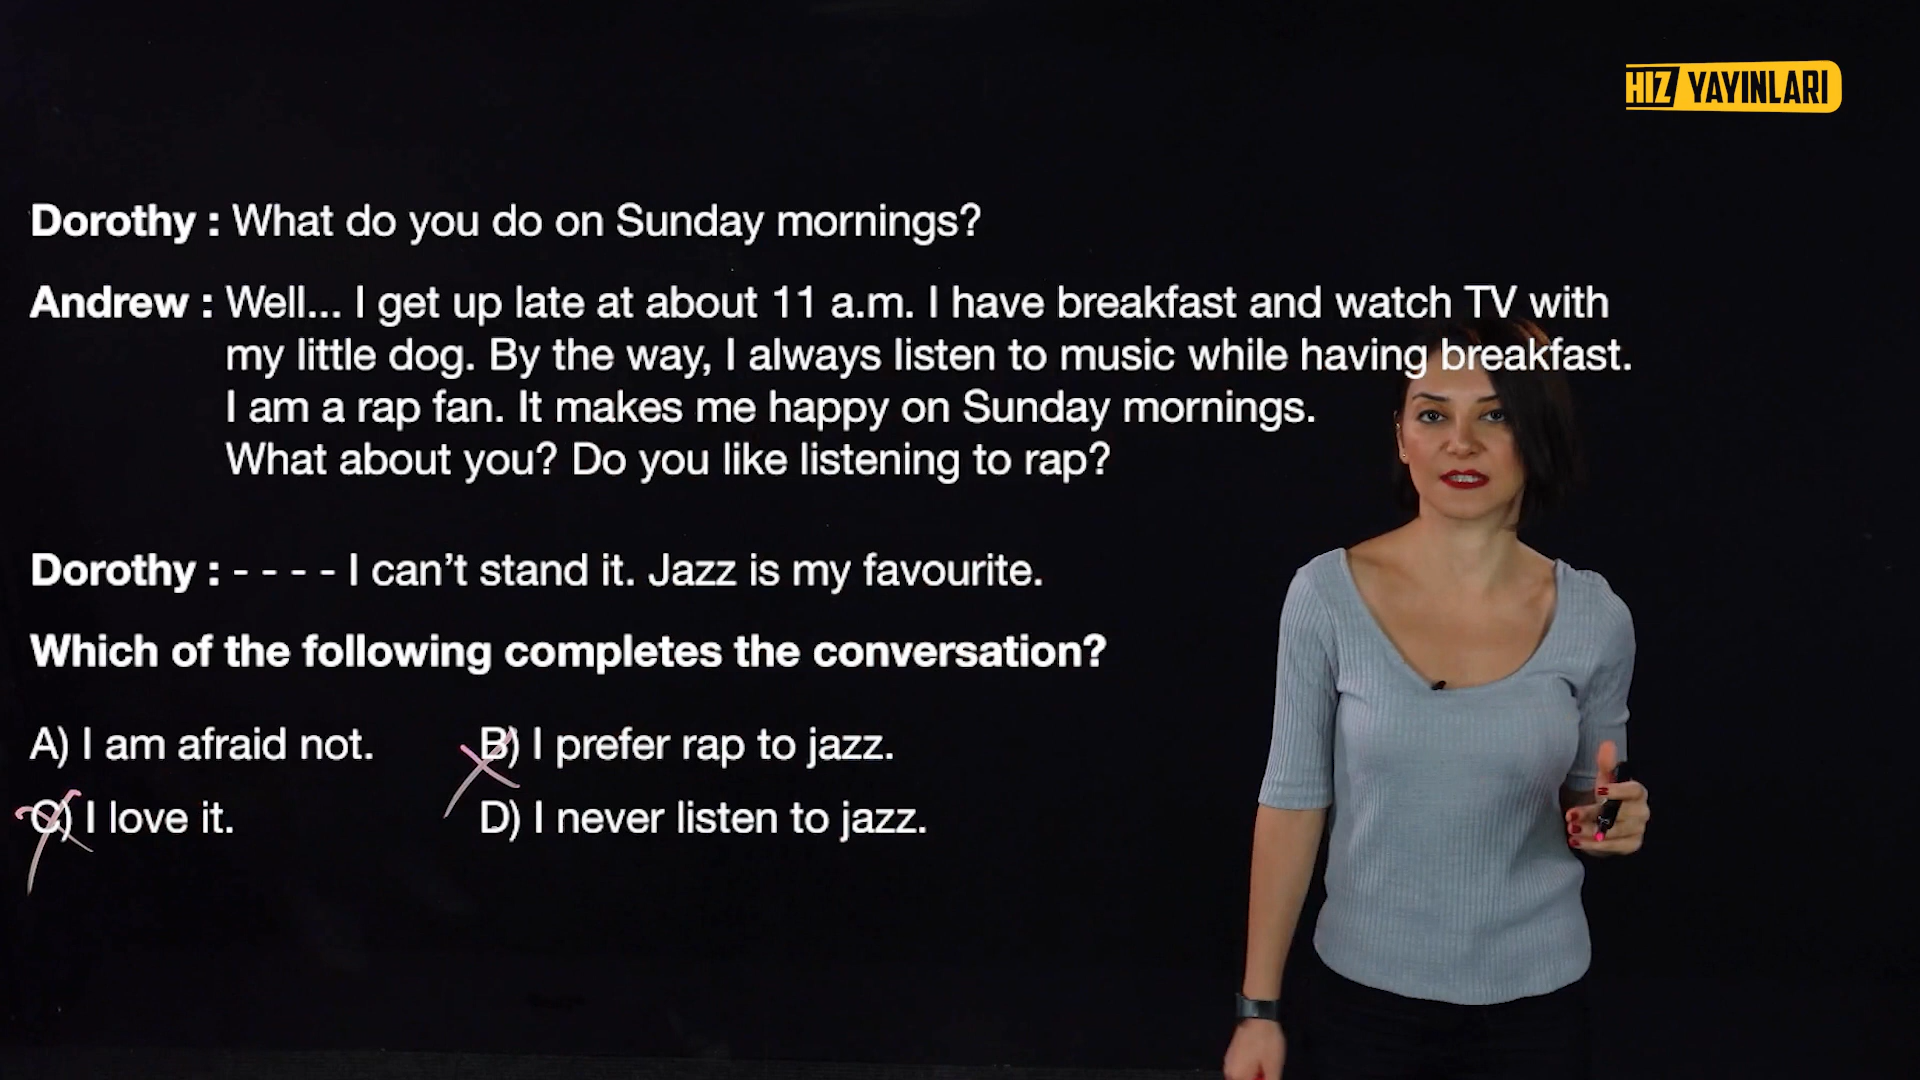 HIZ YAYINLARI
Dorothy : What do you do on Sunday mornings?
Andrew : Well... I get up late at about 11 a.m. I have breakfast and watch TV with
my little dog. By the way, I always listen to music while having breakfast.
I am a rap fan. It makes me happy on Sunday mornings.
What about you? Do you like listening to rap?
Dorothy : - - - - I can’t stand it. Jazz is my favourite.
Which of the following completes the conversation?
A) I am afraid not. B) I prefer rap to jazz.
C) I love it. D) I never listen to jazz.